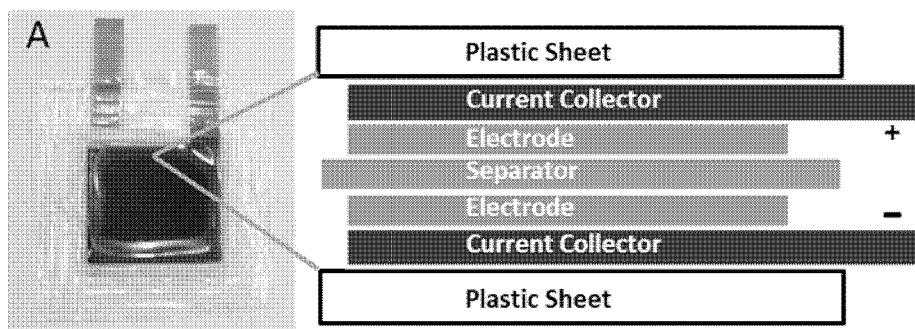 A
Plastic Sheet
Current Collector
Electrode
+
Separator
Electrode
-
Current Collector
Plastic Sheet